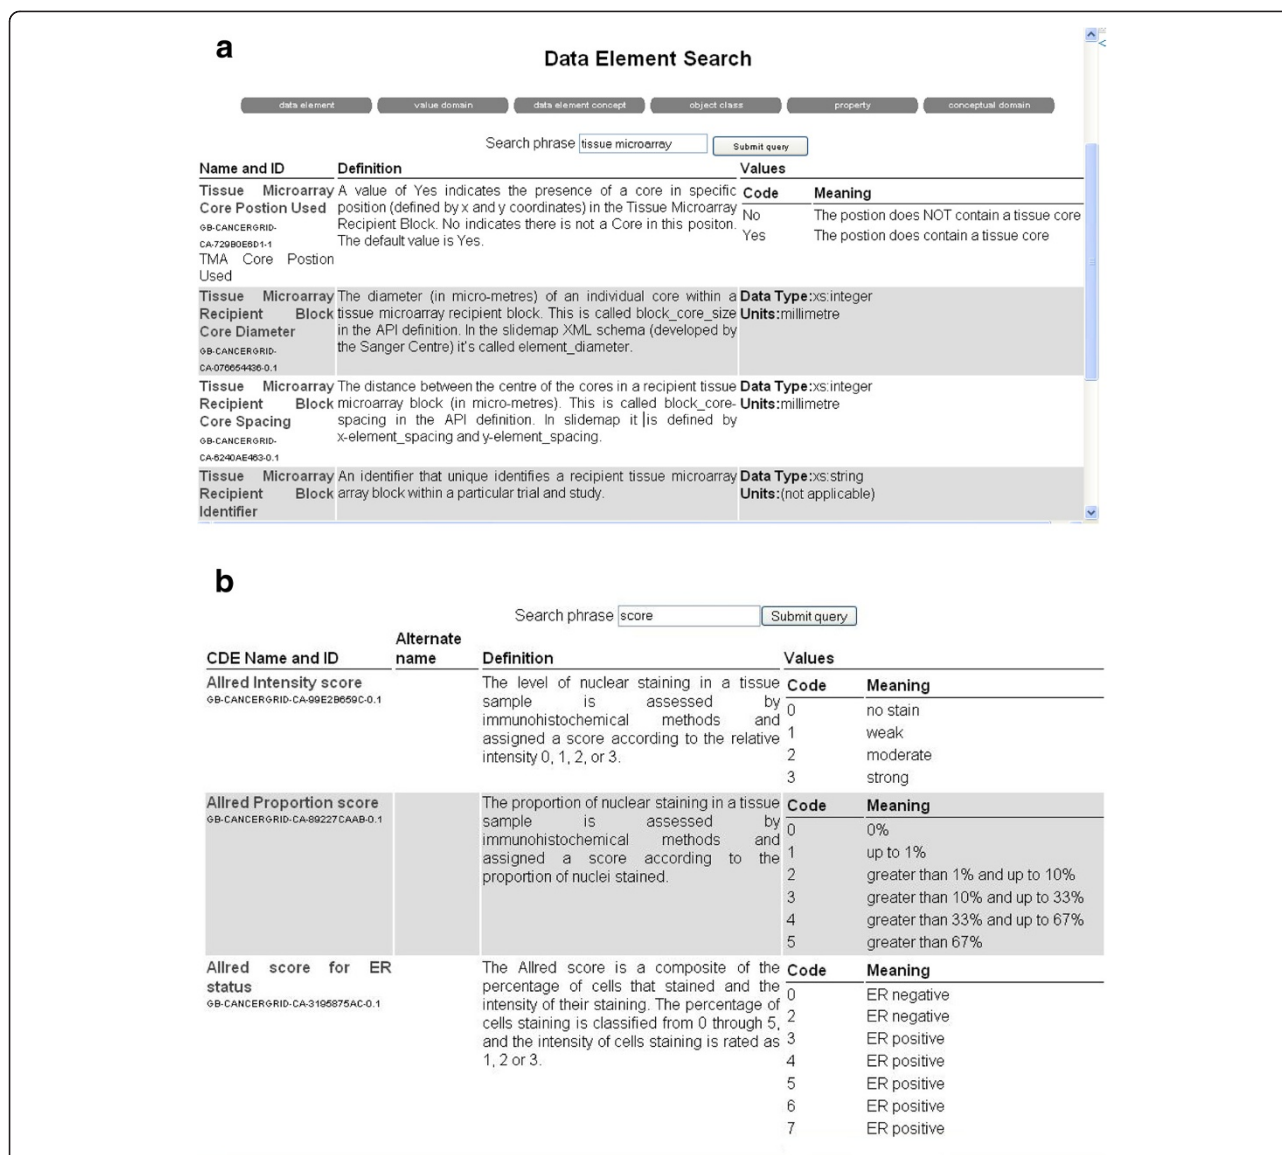 a
Data Element Search
data element value domain data element concept object class property conceptual domain
Search phrase tissue microarray Submit query
Name and ID Definition Values
Tissue Microarray
Core Postion Used
GB-CANCERGRID-
CA-729B0E6D1-1
TMA Core Postion
Used
A value of Yes indicates the presence of a core in specific
position (defined by x and y coordinates) in the Tissue Microarray
Recipient Block. No indicates there is not a Core in this positon.
The default value is Yes.
Code Meaning
No The postion does NOT contain a tissue core
Yes The postion does contain a tissue core
Tissue Microarray
Recipient Block
Core Diameter
GB-CANCERGRID-
CA-076654436-0.1
The diameter (in micro-metres) of an individual core within a
tissue microarray recipient block. This is called block_core_size
in the API definition. In the slidemap XML schema (developed by
the Sanger Centre) it's called element_diameter.
Data Type:xs:integer
Units:millimetre
Tissue Microarray
Recipient Block
Core Spacing
GB-CANCERGRID-
CA-6240AE463-0.1
The distance between the centre of the cores in a recipient tissue
microarray block (in micro-metres). This is called block_core-
spacing in the API definition. In slidemap it is defined by
x-element_spacing and y-element_spacing.
Data Type:xs:integer
Units:millimetre
Tissue Microarray
Recipient Block
Identifier
An identifier that unique identifies a recipient tissue microarray
array block within a particular trial and study.
Data Type:xs:string
Units:(not applicable)
b
Search phrase score Submit query
CDE Name and ID Alternate name Definition Values
Allred Intensity score
GB-CANCERGRID-CA-99E2B659C-0.1
The level of nuclear staining in a tissue
sample is assessed by
immunohistochemical methods and
assigned a score according to the relative
intensity 0, 1, 2, or 3.
Code Meaning
0 no stain
1 weak
2 moderate
3 strong
Allred Proportion score
GB-CANCERGRID-CA-89227CAAB-0.1
The proportion of nuclear staining in a tissue
sample is assessed by
immunohistochemical methods and
assigned a score according to the
proportion of nuclei stained.
Code Meaning
0 0%
1 up to 1%
2 greater than 1% and up to 10%
3 greater than 10% and up to 33%
4 greater than 33% and up to 67%
5 greater than 67%
Allred score for ER
status
GB-CANCERGRID-CA-3195875AC-0.1
The Allred score is a composite of the
percentage of cells that stained and the
intensity of their staining. The percentage of
cells staining is classified from 0 through 5,
and the intensity of cells staining is rated as
1, 2 or 3.
Code Meaning
0 ER negative
2 ER negative
3 ER positive
4 ER positive
5 ER positive
6 ER positive
7 ER positive